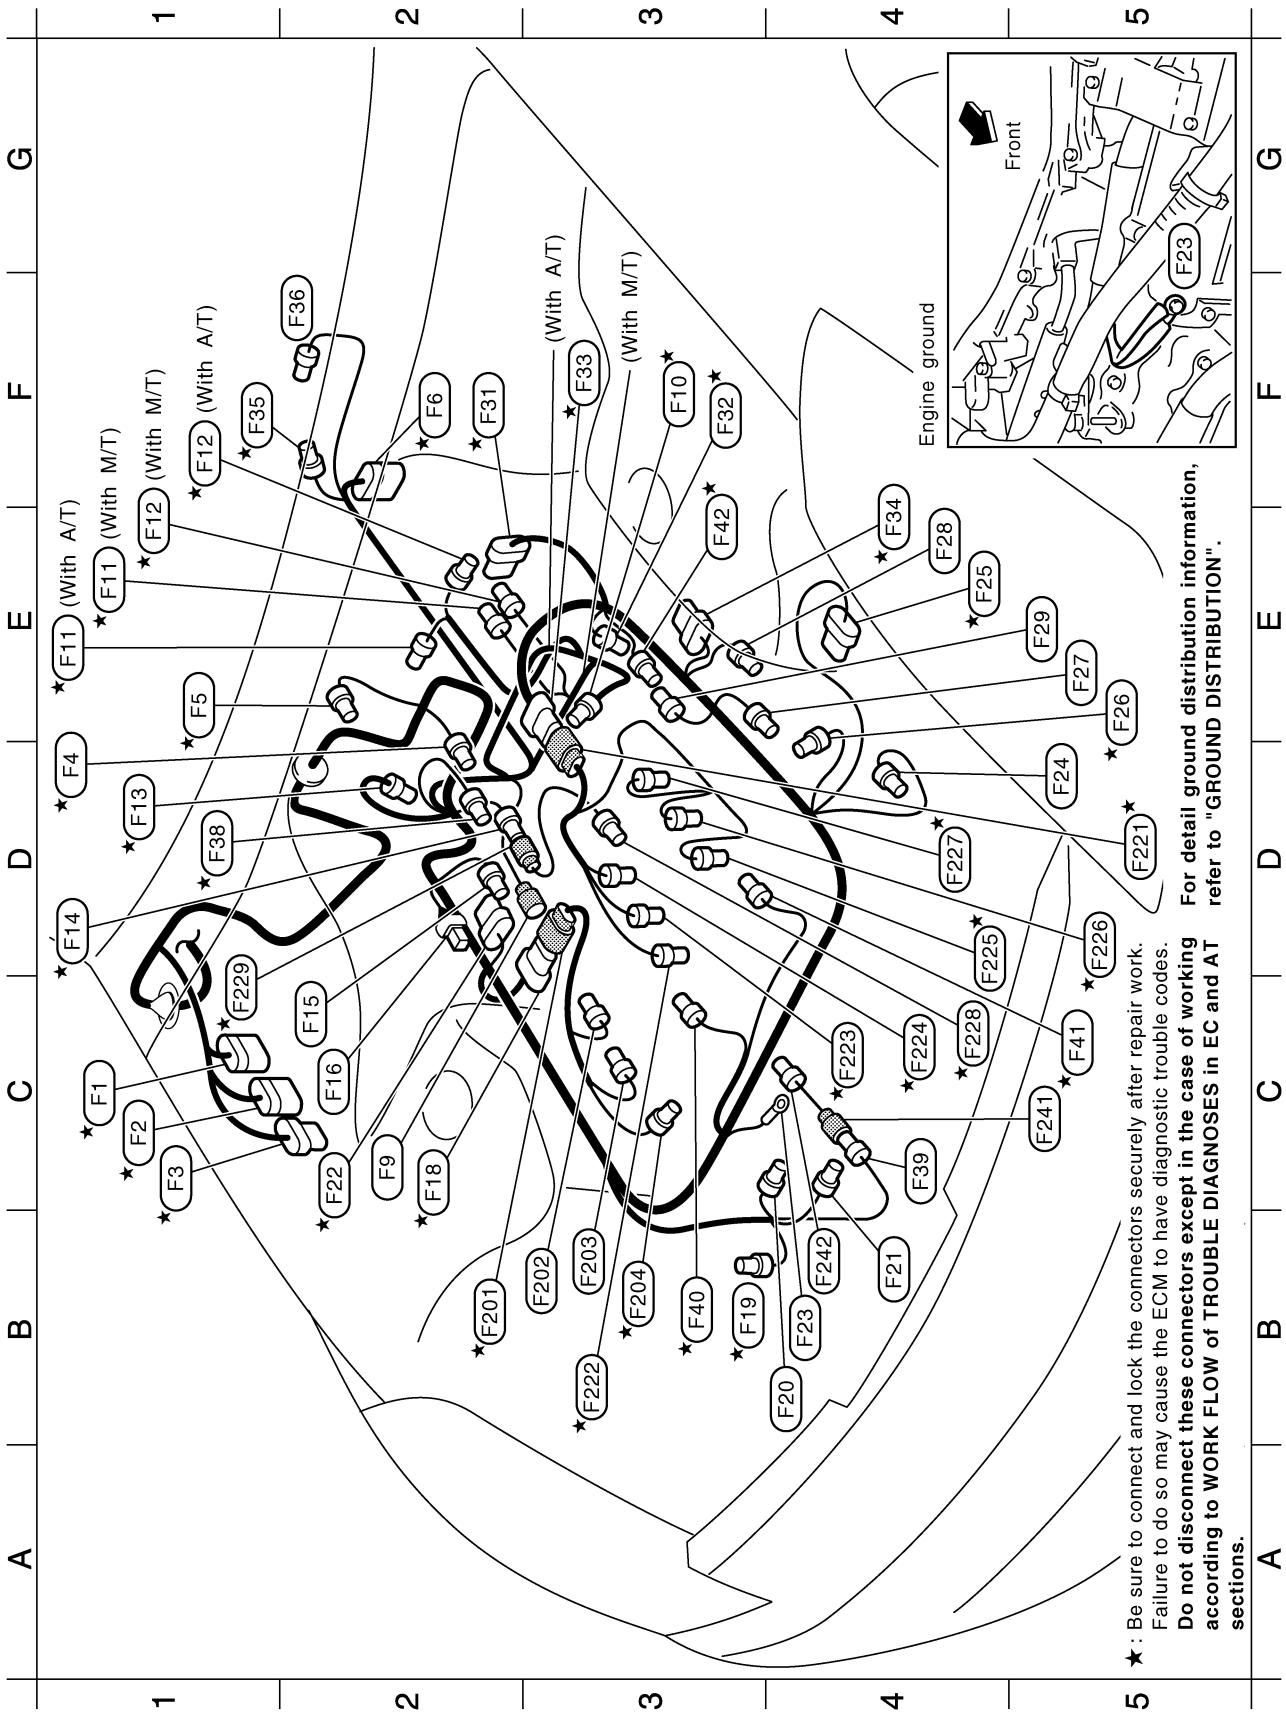 A B C D E F G
1
2
3
4
5
★ F1
★ F2
★ F3
★ F14
★ F4
★ F11 (With A/T)
★ F11 (With M/T)
★ F12 (With M/T)
★ F12 (With A/T)
★ F13
★ F5
★ F38
★ F229
★ F35
F36
F15
F16
★ F22
F9
★ F18
★ F6
★ F31
(With A/T)
★ F33
(With M/T)
★ F10
★ F32
★ F42
★ F201
F202
F203
★ F222
★ F204
★ F40
★ F19
F20
F23
F242
F21
F39
F241
★ F223
★ F224
★ F228
★ F41
★ F225
★ F226
★ F227
★ F221
F24
★ F26
F27
F29
★ F25
F28
★ F34
Engine ground
Front
F23
★ : Be sure to connect and lock the connectors securely after repair work.
Failure to do so may cause the ECM to have diagnostic trouble codes.
Do not disconnect these connectors except in the case of working
according to WORK FLOW of TROUBLE DIAGNOSES in EC and AT
sections.
For detail ground distribution information,
refer to "GROUND DISTRIBUTION".
1
2
3
4
5
A B C D E F G